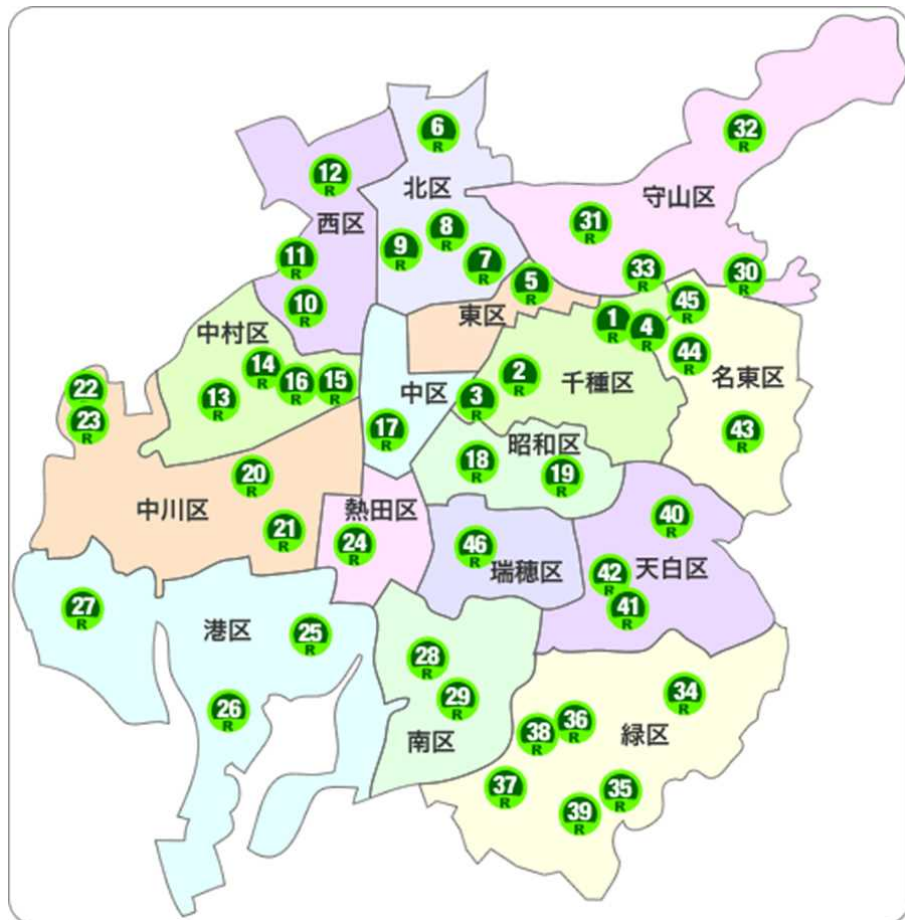 6
R
32
R
12
R
北区
守山区
西区
31
R
8
R
9
R
11
R
7
R
33
R
30
R
5
R
45
R
10
R
東区
1
R
4
R
中村区
44
R
14
R
16
R
15
R
2
R
千種区
名東区
22
R
13
R
中区
3
R
23
R
17
R
43
R
昭和区
18
R
19
R
20
R
中川区
熱田区
40
R
21
R
24
R
46
R
瑞穂区
42
R
天白区
27
R
41
R
港区
25
R
28
R
29
R
34
R
26
R
36
R
38
R
緑区
南区
37
R
35
R
39
R